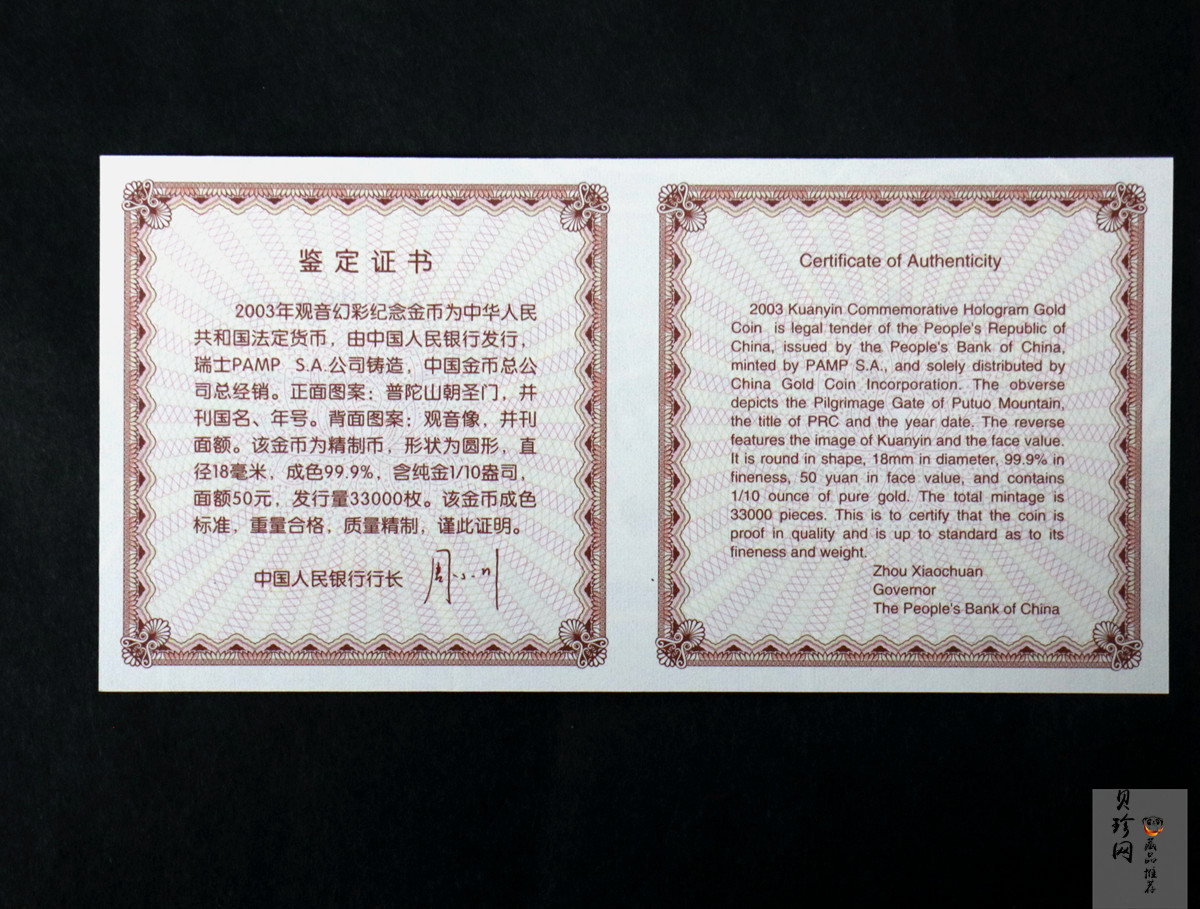 鉴定证书
2003年观音幻彩纪念金币为中华人民
共和国法定货币，由中国人民银行发行，
瑞士PAMP S.A.公司铸造，中国金币总公
司总经销。正面图案：普陀山朝圣门，并
刊国名、年号。背面图案：观音像，并刊
面额。该金币为精制币，形状为圆形，直
径18毫米，成色99.9%，含纯金1/10盎司，
面额50元，发行量33000枚。该金币成色
标准，重量合格，质量精制，谨此证明。
中国人民银行行长 周小川
Certificate of Authenticity
2003 Kuanyin Commemorative Hologram Gold
Coin is legal tender of the People's Republic of
China, issued by the People's Bank of China,
minted by PAMP S.A., and solely distributed by
China Gold Coin Incorporation. The obverse
depicts the Pilgrimage Gate of Putuo Mountain,
the title of PRC and the year date. The reverse
features the image of Kuanyin and the face value.
It is round in shape, 18mm in diameter, 99.9% in
fineness, 50 yuan in face value, and contains
1/10 ounce of pure gold. The total mintage is
33000 pieces. This is to certify that the coin is
proof in quality and is up to standard as to its
fineness and weight.
Zhou Xiaochuan
Governor
The People's Bank of China
贝珍网
藏品推荐